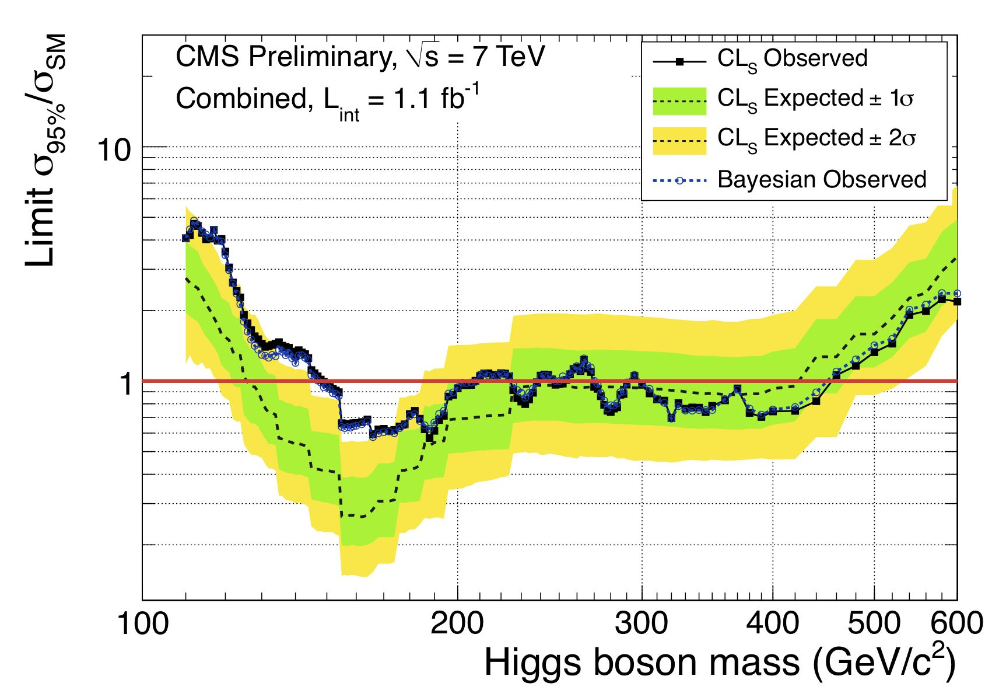 CMS Preliminary, √s = 7 TeV
Combined, L_int = 1.1 fb^-1
CL_S Observed
CL_S Expected ± 1σ
CL_S Expected ± 2σ
Bayesian Observed
Limit σ_95%/σ_SM
10
1
100 200 300 400 500 600
Higgs boson mass (GeV/c^2)